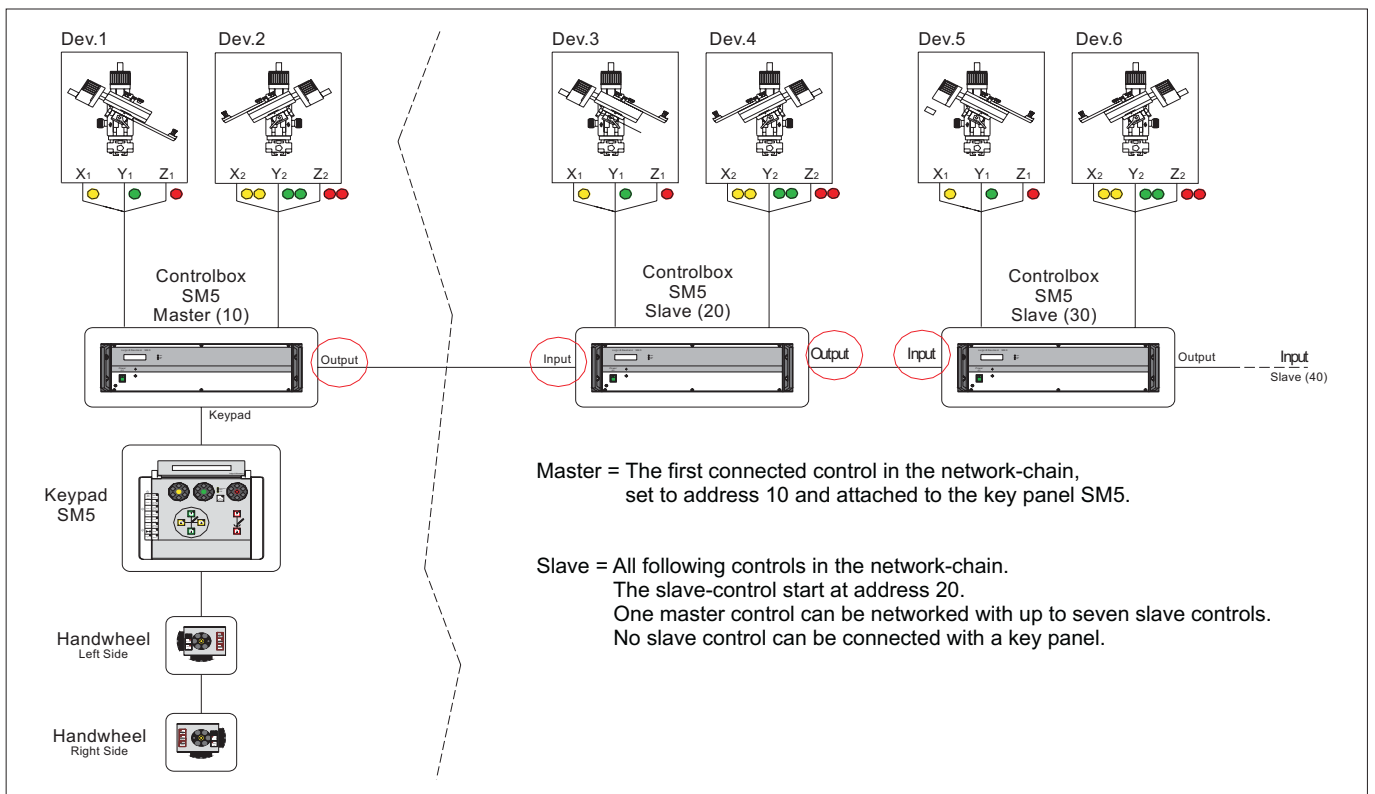 Dev.1 Dev.2 Dev.3 Dev.4 Dev.5 Dev.6
X1 Y1 Z1 X2 Y2 Z2 X1 Y1 Z1 X2 Y2 Z2 X1 Y1 Z1 X2 Y2 Z2
Controlbox
SM5
Master (10)
Controlbox
SM5
Slave (20)
Controlbox
SM5
Slave (30)
Output
Input
Output
Input
Output
Input
Slave (40)
Keypad
Keypad
SM5
Master = The first connected control in the network-chain,
set to address 10 and attached to the key panel SM5.
Slave = All following controls in the network-chain.
The slave-control start at address 20.
One master control can be networked with up to seven slave controls.
No slave control can be connected with a key panel.
Handwheel
Left Side
Handwheel
Right Side